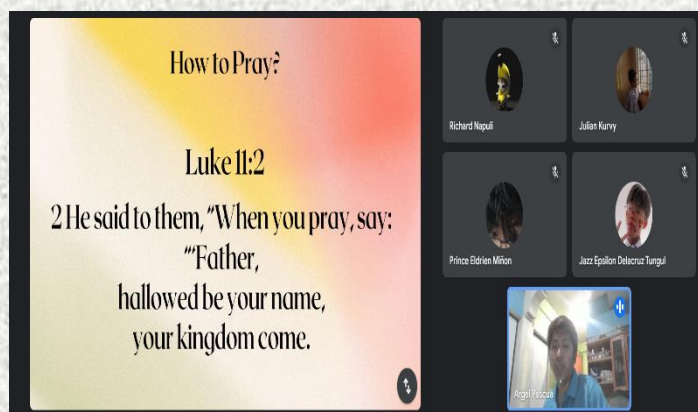 How to Pray?
Luke 11:2
2 He said to them, “When you pray, say:
“‘Father,
hallowed be your name,
your kingdom come.
Richard Napuli
Julian Kurvy
Prince Eldrien Miñon
Jazz Epsilon Delacruz Tungul
Argel Pascua